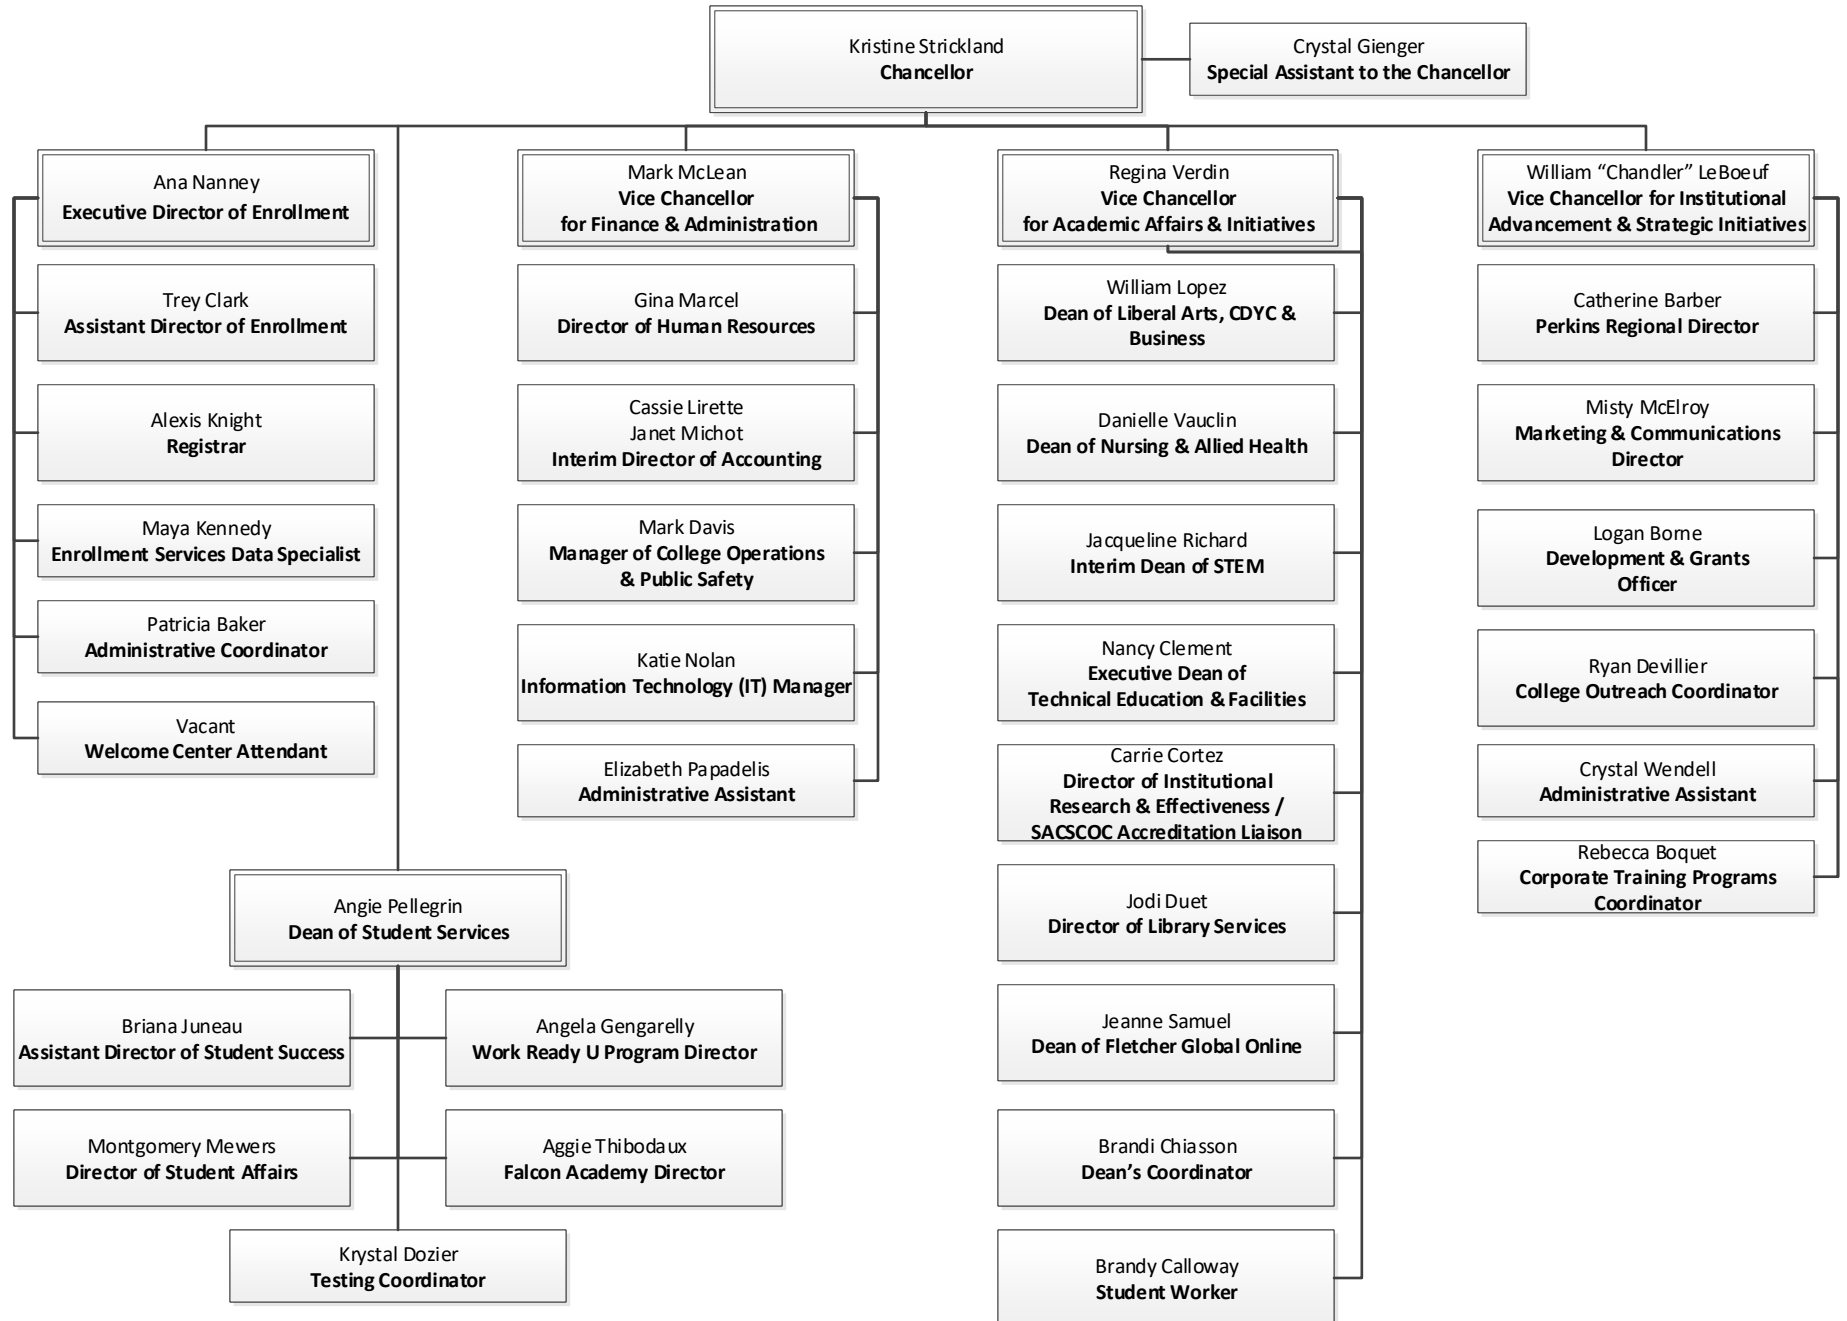 Kristine Strickland
Chancellor
Crystal Gienger
Special Assistant to the Chancellor
Ana Nanney
Executive Director of Enrollment
Trey Clark
Assistant Director of Enrollment
Alexis Knight
Registrar
Maya Kennedy
Enrollment Services Data Specialist
Patricia Baker
Administrative Coordinator
Vacant
Welcome Center Attendant
Mark McLean
Vice Chancellor
for Finance & Administration
Gina Marcel
Director of Human Resources
Cassie Lirette
Janet Michot
Interim Director of Accounting
Mark Davis
Manager of College Operations
& Public Safety
Katie Nolan
Information Technology (IT) Manager
Elizabeth Papadelis
Administrative Assistant
Regina Verdin
Vice Chancellor
for Academic Affairs & Initiatives
William Lopez
Dean of Liberal Arts, CDYC &
Business
Danielle Vauclin
Dean of Nursing & Allied Health
Jacqueline Richard
Interim Dean of STEM
Nancy Clement
Executive Dean of
Technical Education & Facilities
Carrie Cortez
Director of Institutional
Research & Effectiveness /
SACSCOC Accreditation Liaison
Jodi Duet
Director of Library Services
Jeanne Samuel
Dean of Fletcher Global Online
Brandi Chiasson
Dean’s Coordinator
Brandy Calloway
Student Worker
William “Chandler” LeBoeuf
Vice Chancellor for Institutional
Advancement & Strategic Initiatives
Catherine Barber
Perkins Regional Director
Misty McElroy
Marketing & Communications
Director
Logan Borne
Development & Grants
Officer
Ryan Devillier
College Outreach Coordinator
Crystal Wendell
Administrative Assistant
Rebecca Boquet
Corporate Training Programs
Coordinator
Angie Pellegrin
Dean of Student Services
Briana Juneau
Assistant Director of Student Success
Angela Gengarelly
Work Ready U Program Director
Montgomery Mewers
Director of Student Affairs
Aggie Thibodaux
Falcon Academy Director
Krystal Dozier
Testing Coordinator